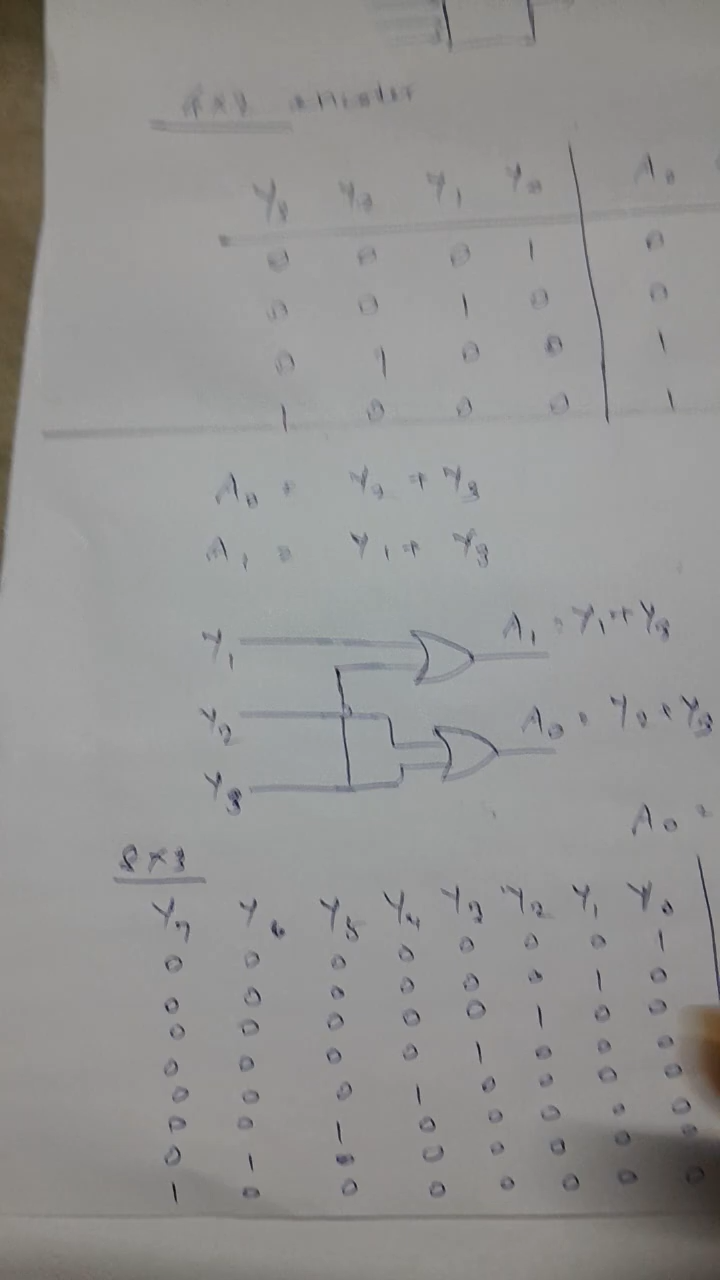 4x2 encoder
Y3 Y2 Y1 Y0 A0
0 0 0 1 0
0 0 1 0 0
0 1 0 0 1
1 0 0 0 1
A0 = Y2 + Y3
A1 = Y1 + Y3
Y1 A1 = Y1 + Y3
Y2 A0 = Y2 + Y3
Y3
A0 =
8x3
Y7 Y6 Y5 Y4 Y3 Y2 Y1 Y0
0 0 0 0 0 0 0 1
0 0 0 0 0 0 1 0
0 0 0 0 0 1 0 0
0 0 0 0 1 0 0 0
0 0 0 1 0 0 0 0
0 0 1 0 0 0 0 0
0 1 0 0 0 0 0 0
1 0 0 0 0 0 0 0